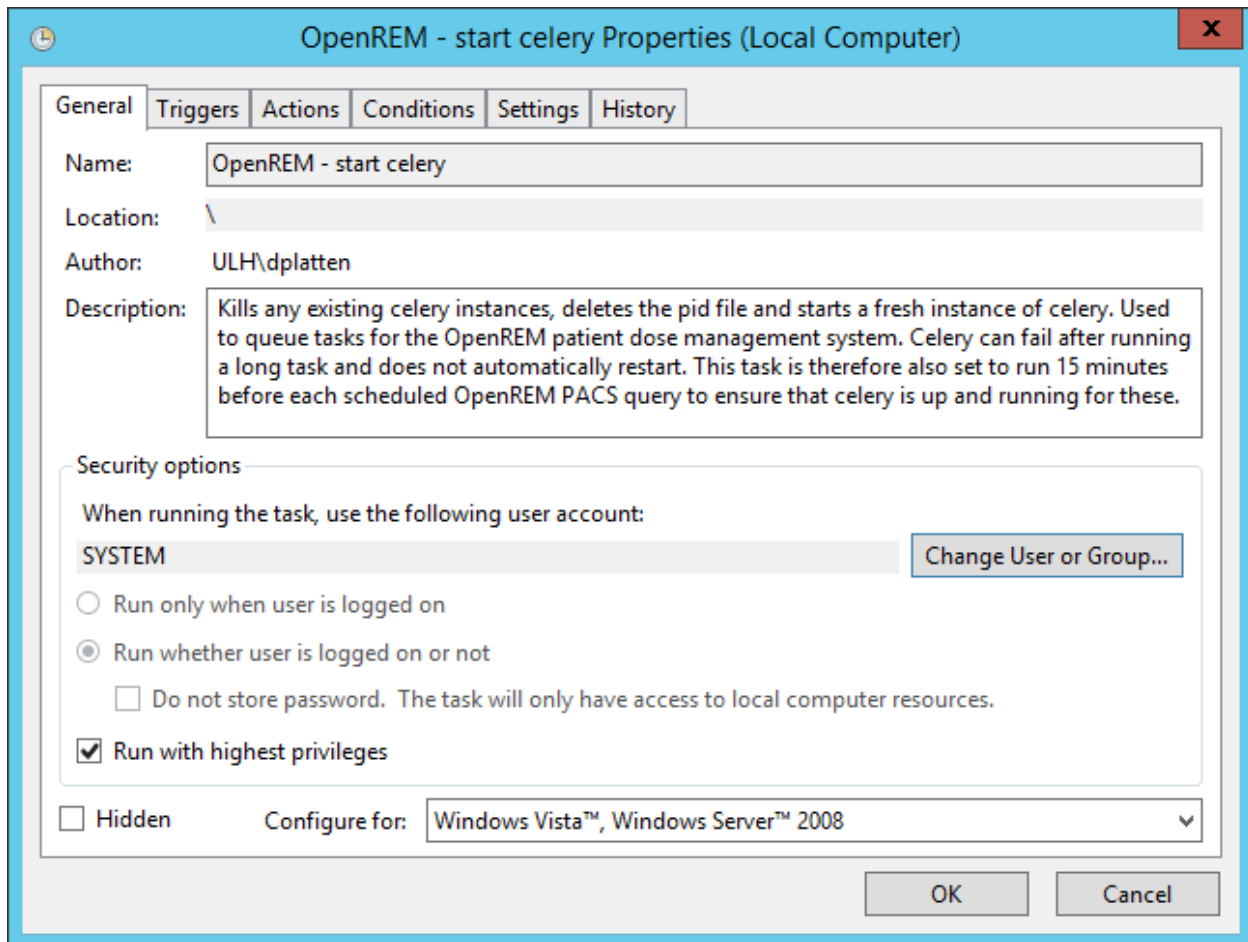 OpenREM - start celery Properties (Local Computer)
x
General Triggers Actions Conditions Settings History
Name: OpenREM - start celery
Location: \
Author: ULH\dplatten
Description: Kills any existing celery instances, deletes the pid file and starts a fresh instance of celery. Used
to queue tasks for the OpenREM patient dose management system. Celery can fail after running
a long task and does not automatically restart. This task is therefore also set to run 15 minutes
before each scheduled OpenREM PACS query to ensure that celery is up and running for these.
Security options
When running the task, use the following user account:
SYSTEM Change User or Group...
Run only when user is logged on
Run whether user is logged on or not
Do not store password. The task will only have access to local computer resources.
Run with highest privileges
Hidden Configure for: Windows Vista™, Windows Server™ 2008
OK Cancel